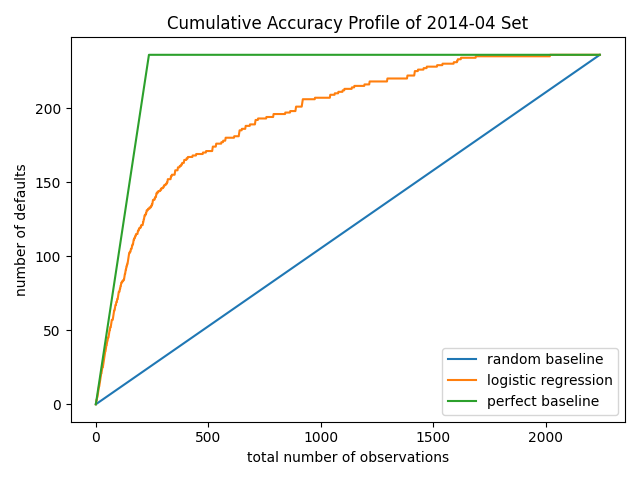 Cumulative Accuracy Profile of 2014-04 Set
number of defaults
200
150
100
50
0
0 500 1000 1500 2000
total number of observations
random baseline
logistic regression
perfect baseline